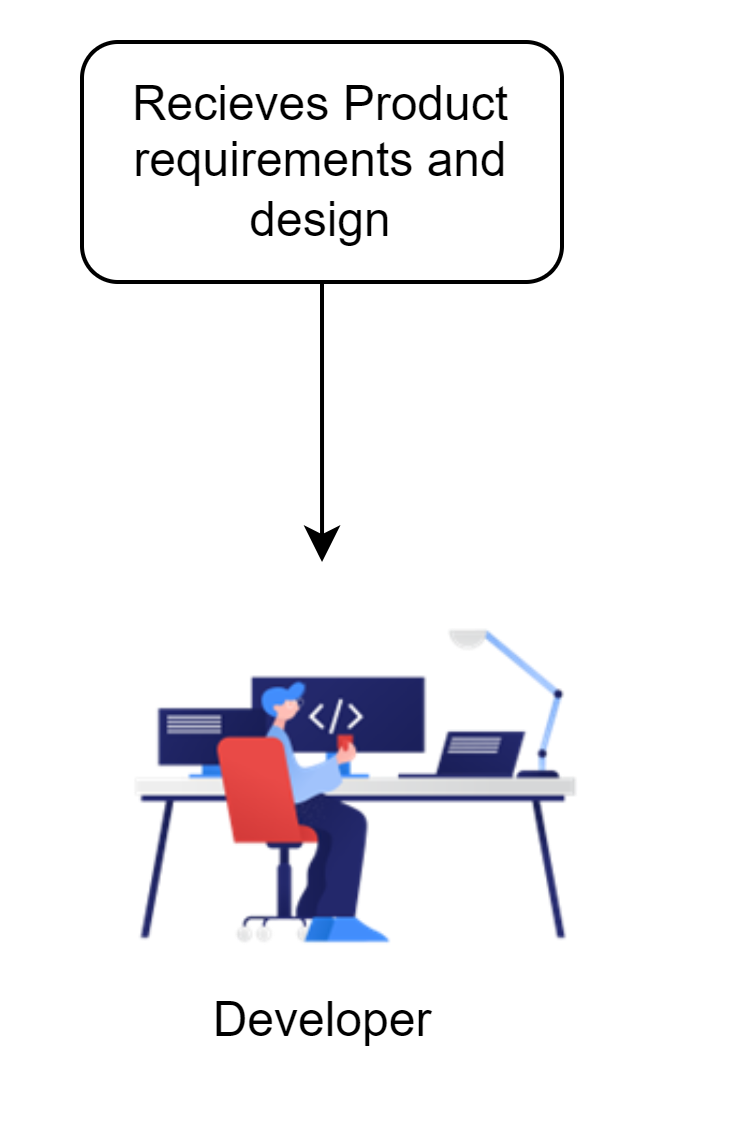 Recieves Product
requirements and
design
</>
Developer